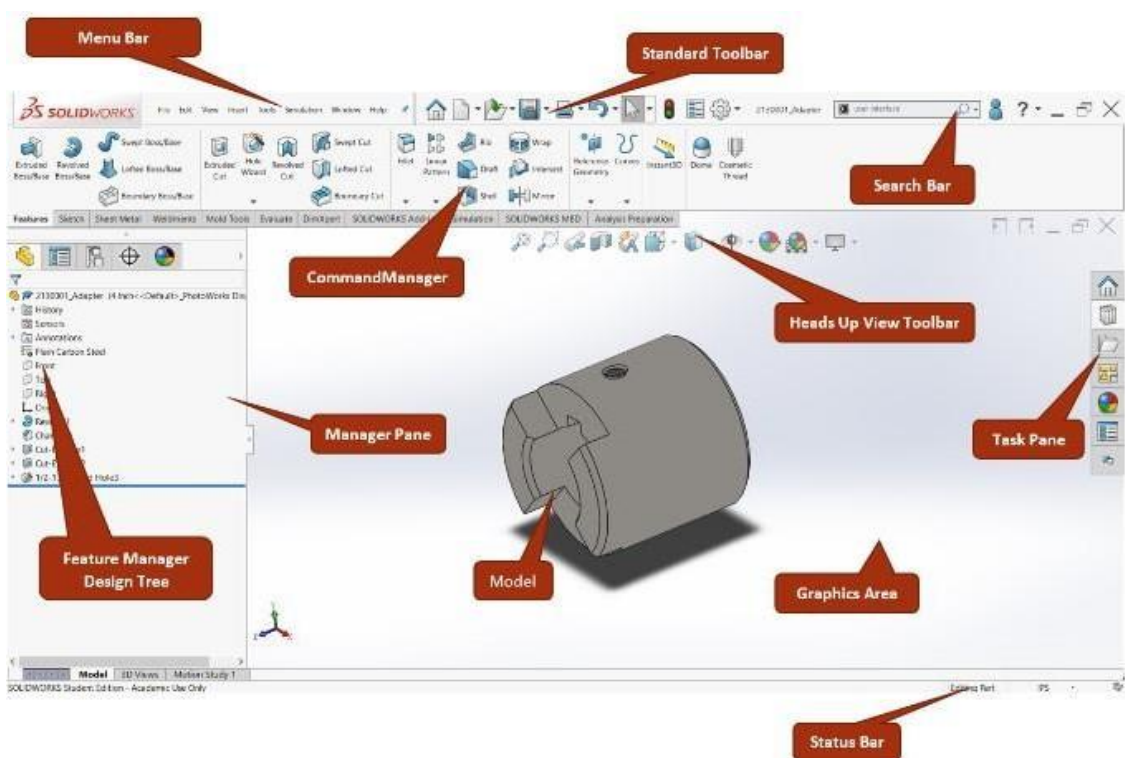 Menu Bar
Standard Toolbar
SOLIDWORKS
File Edit View Insert Tools Simulation Window Help
2130001_Adapter
user interface
?
Extruded Boss/Base
Revolved Boss/Base
Swept Boss/Base
Lofted Boss/Base
Boundary Boss/Base
Extruded Cut
Hole Wizard
Revolved Cut
Swept Cut
Lofted Cut
Boundary Cut
Fillet
Linear Pattern
Rib
Draft
Shell
Wrap
Intersect
Mirror
Reference Geometry
Curves
Instant3D
Dome
Cosmetic Thread
Search Bar
Features Sketch Sheet Metal Weldments Mold Tools Evaluate DimXpert SOLIDWORKS Simulation SOLIDWORKS MBD Analysis Preparation
CommandManager
Heads Up View Toolbar
History
Sensors
Annotations
Plain Carbon Steel
Front
Manager Pane
Task Pane
Feature Manager
Design Tree
Model
Graphics Area
Model 3D Views Motion Study 1
SOLIDWORKS Student Edition - Academic Use Only
Editing Part IPS
Status Bar